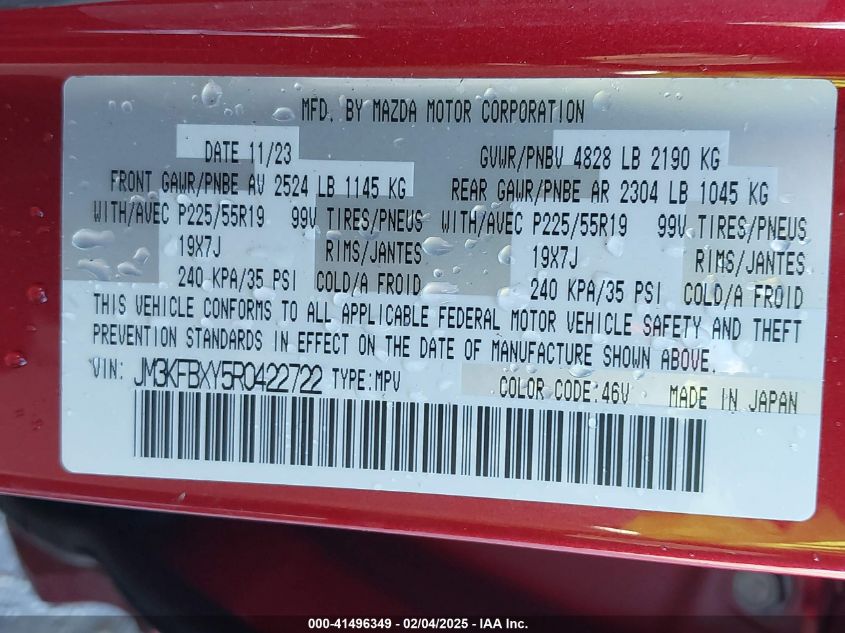 MFD. BY MAZDA MOTOR CORPORATION
DATE 11/23 GVWR/PNBV 4828 LB 2190 KG
FRONT GAWR/PNBE AV 2524 LB 1145 KG REAR GAWR/PNBE AR 2304 LB 1045 KG
WITH/AVEC P225/55R19 99V TIRES/PNEUS WITH/AVEC P225/55R19 99V TIRES/PNEUS
19X7J RIMS/JANTES 19X7J RIMS/JANTES
240 KPA/35 PSI COLD/A FROID 240 KPA/35 PSI COLD/A FROID
THIS VEHICLE CONFORMS TO ALL APPLICABLE FEDERAL MOTOR VEHICLE SAFETY AND THEFT
PREVENTION STANDARDS IN EFFECT ON THE DATE OF MANUFACTURE SHOWN ABOVE.
VIN: JM3KFBXY5R0422722 TYPE:MPV COLOR CODE:46V MADE IN JAPAN
000-41496349 - 02/04/2025 - IAA Inc.